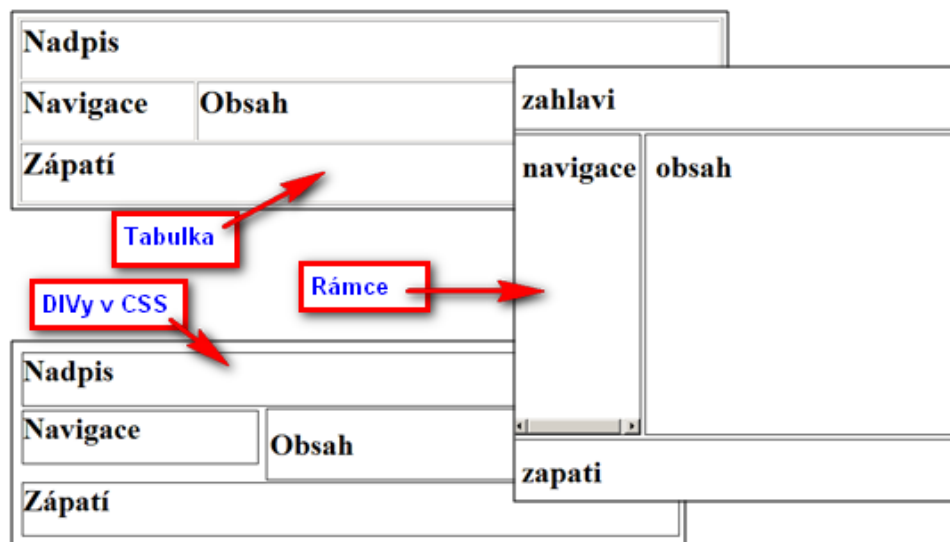 Nadpis
Navigace
Obsah
Zápatí
Tabulka
zahlavi
navigace
obsah
zapati
Rámce
DIVy v CSS
Nadpis
Navigace
Obsah
Zápatí